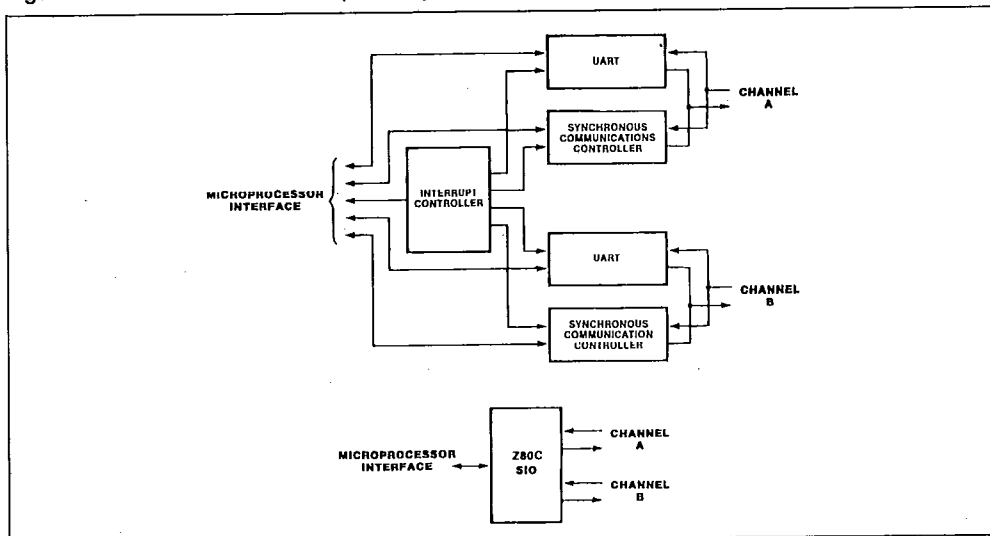 UART
CHANNEL
A
SYNCHRONOUS
COMMUNICATIONS
CONTROLLER
MICROPROCESSOR
INTERFACE
INTERRUPT
CONTROLLER
UART
CHANNEL
B
SYNCHRONOUS
COMMUNICATION
CONTROLLER
MICROPROCESSOR
INTERFACE
Z80C
SIO
CHANNEL
A
CHANNEL
B